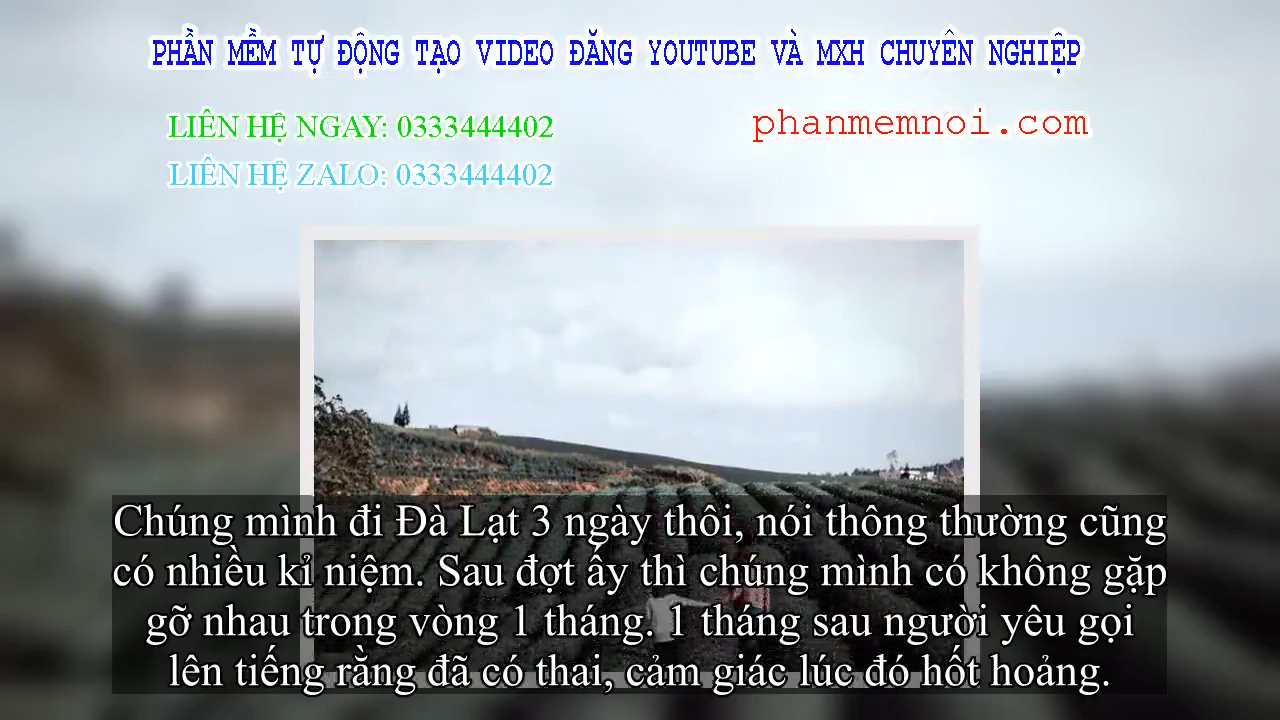 PHẦN MỀM TỰ ĐỘNG TẠO VIDEO ĐĂNG YOUTUBE VÀ MXH CHUYÊN NGHIỆP
LIÊN HỆ NGAY: 0333444402
phanmemnoi.com
LIÊN HỆ ZALO: 0333444402
Chúng mình đi Đà Lạt 3 ngày thôi, nói thông thường cũng
có nhiều kỉ niệm. Sau đợt ấy thì chúng mình có không gặp
gỡ nhau trong vòng 1 tháng. 1 tháng sau người yêu gọi
lên tiếng rằng đã có thai, cảm giác lúc đó hốt hoảng.